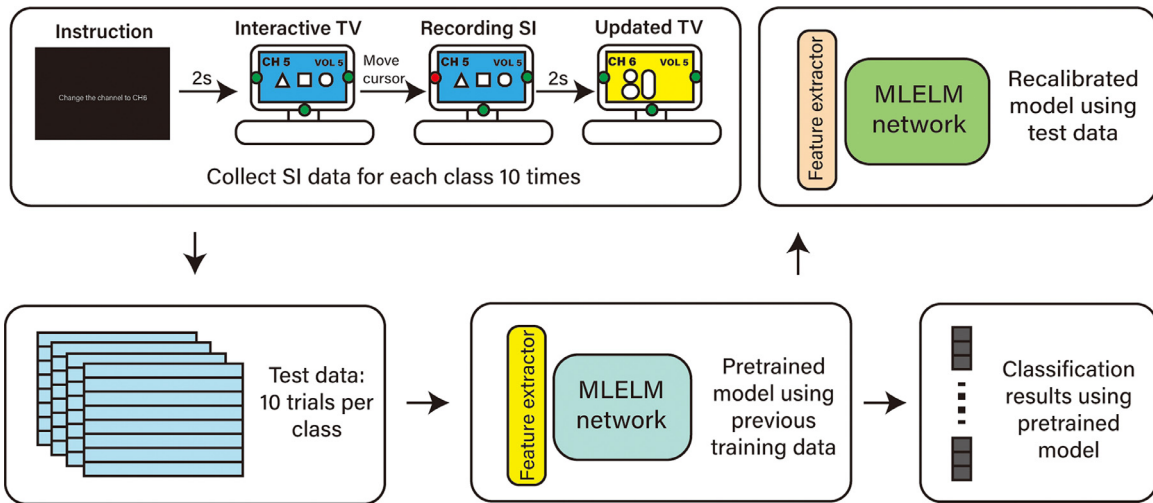 Instruction
Interactive TV
Recording SI
Updated TV
Change the channel to CH6
2s
CH 5 VOL 5
Move
cursor
CH 5 VOL 5
2s
CH 6 VOL 5
Collect SI data for each class 10 times
Feature extractor
MLELM
network
Recalibrated
model using
test data
Test data:
10 trials per
class
Feature extractor
MLELM
network
Pretrained
model using
previous
training data
Classification
results using
pretrained
model